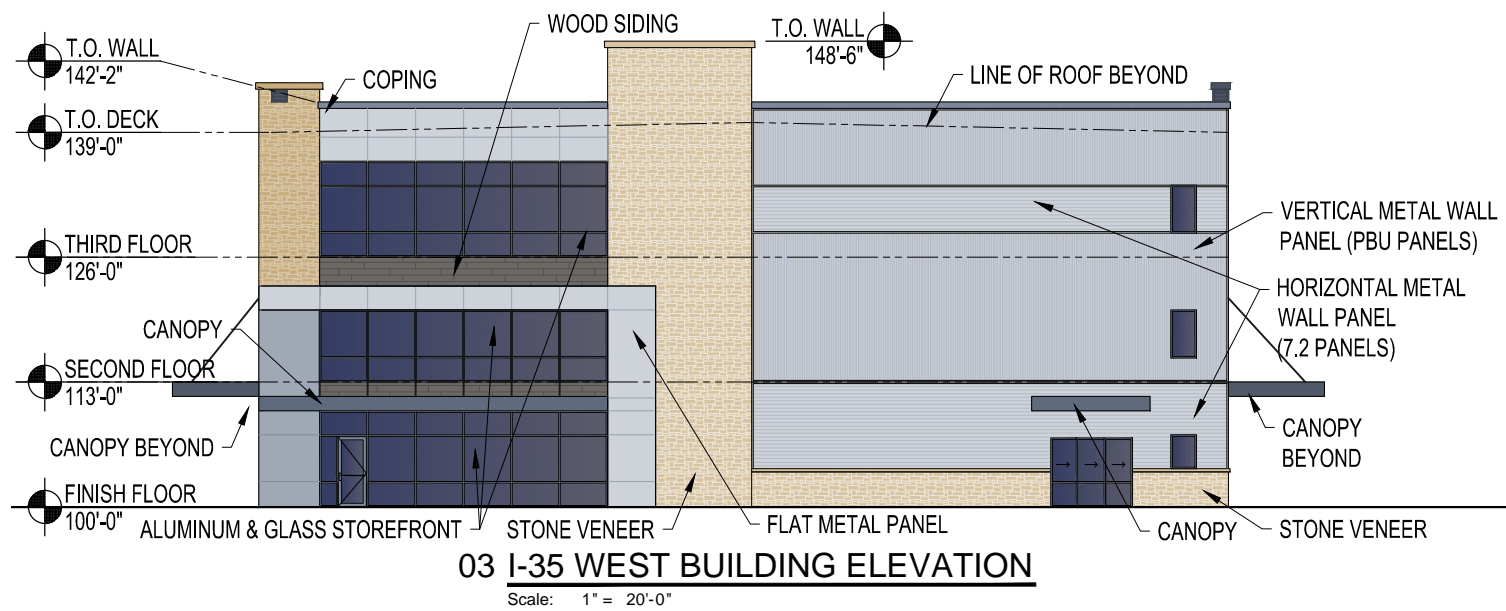 WOOD SIDING
T.O. WALL
148'-6"
T.O. WALL
142'-2"
COPING
LINE OF ROOF BEYOND
T.O. DECK
139'-0"
VERTICAL METAL WALL
PANEL (PBU PANELS)
THIRD FLOOR
126'-0"
HORIZONTAL METAL
WALL PANEL
(7.2 PANELS)
CANOPY
SECOND FLOOR
113'-0"
CANOPY BEYOND
CANOPY
BEYOND
FINISH FLOOR
100'-0"
ALUMINUM & GLASS STOREFRONT
STONE VENEER
FLAT METAL PANEL
CANOPY
STONE VENEER
03 I-35 WEST BUILDING ELEVATION
Scale: 1" = 20'-0"